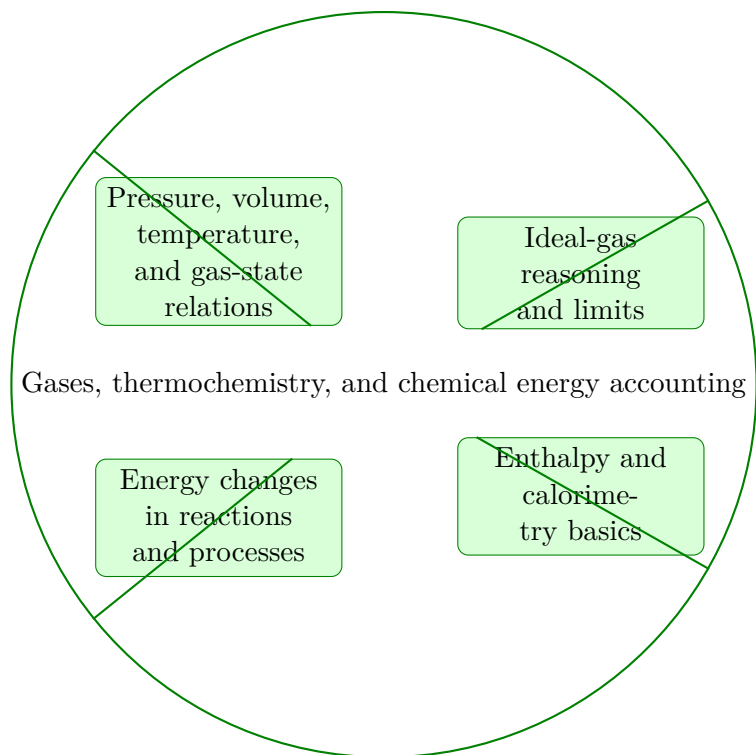 Pressure, volume,
temperature,
and gas-state
relations
Ideal-gas
reasoning
and limits
Gases, thermochemistry, and chemical energy accounting
Energy changes
in reactions
and processes
Enthalpy and
calorime-
try basics